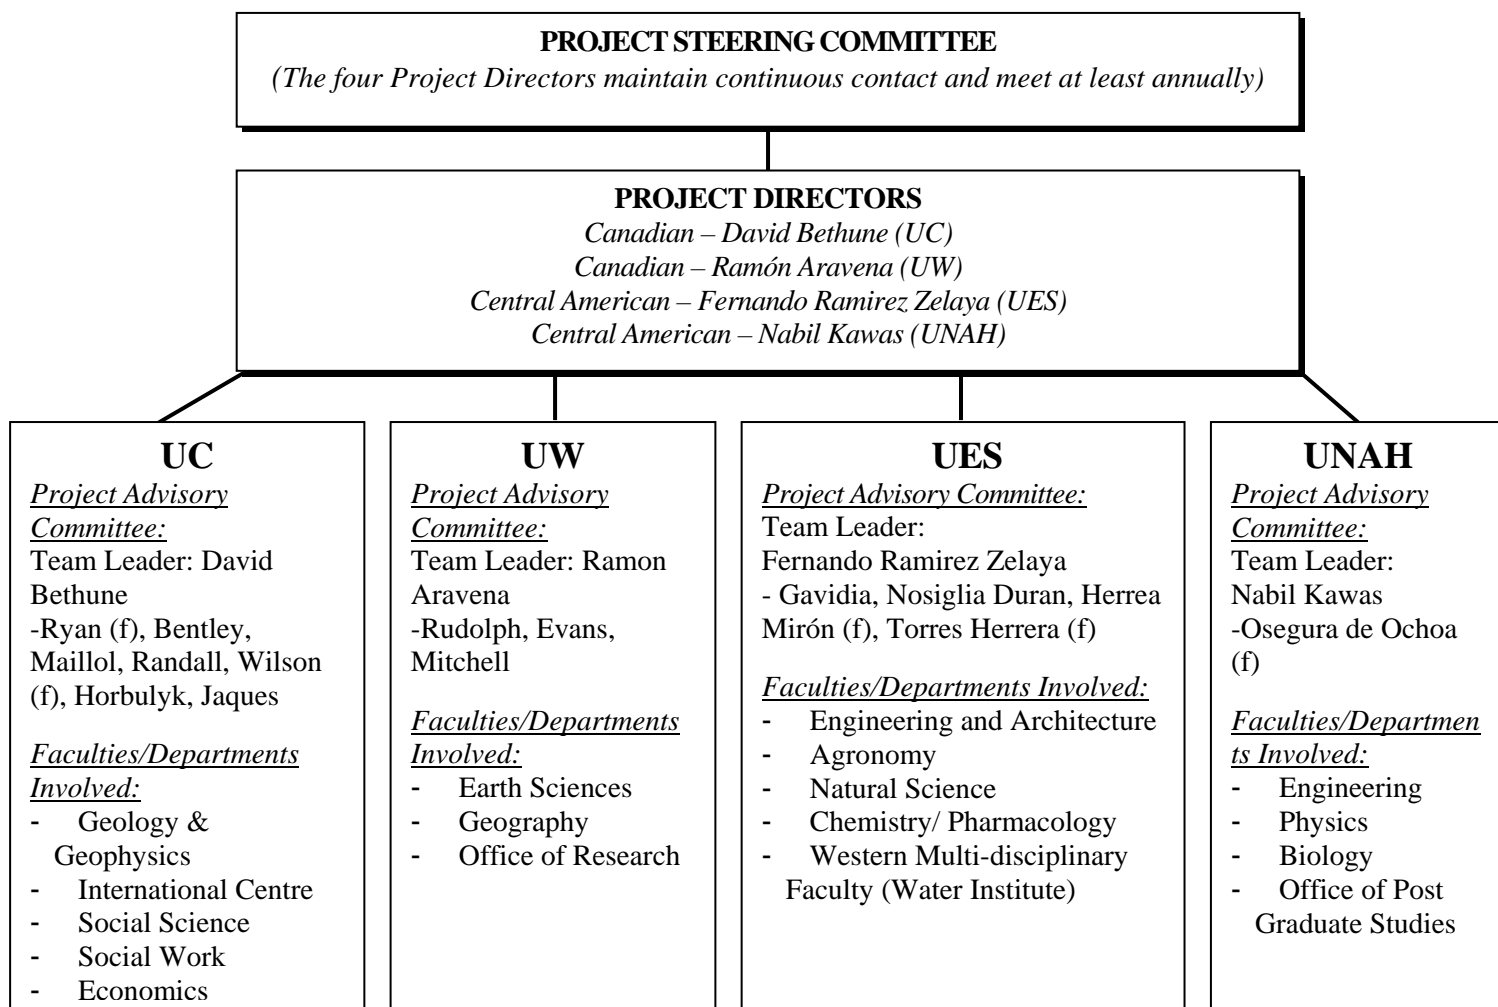 PROJECT STEERING COMMITTEE
(The four Project Directors maintain continuous contact and meet at least annually)
PROJECT DIRECTORS
Canadian – David Bethune (UC)
Canadian – Ramón Aravena (UW)
Central American – Fernando Ramirez Zelaya (UES)
Central American – Nabil Kawas (UNAH)
UC
Project Advisory
Committee:
Team Leader: David
Bethune
-Ryan (f), Bentley,
Maillol, Randall, Wilson
(f), Horbulyk, Jaques
Faculties/Departments
Involved:
- Geology &
Geophysics
- International Centre
- Social Science
- Social Work
- Economics
UW
Project Advisory
Committee:
Team Leader: Ramon
Aravena
-Rudolph, Evans,
Mitchell
Faculties/Departments
Involved:
- Earth Sciences
- Geography
- Office of Research
UES
Project Advisory Committee:
Team Leader:
Fernando Ramirez Zelaya
- Gavidia, Nosiglia Duran, Herrea
Mirón (f), Torres Herrera (f)
Faculties/Departments Involved:
- Engineering and Architecture
- Agronomy
- Natural Science
- Chemistry/ Pharmacology
- Western Multi-disciplinary
Faculty (Water Institute)
UNAH
Project Advisory
Committee:
Team Leader:
Nabil Kawas
-Osegura de Ochoa
(f)
Faculties/Departmen
ts Involved:
- Engineering
- Physics
- Biology
- Office of Post
Graduate Studies